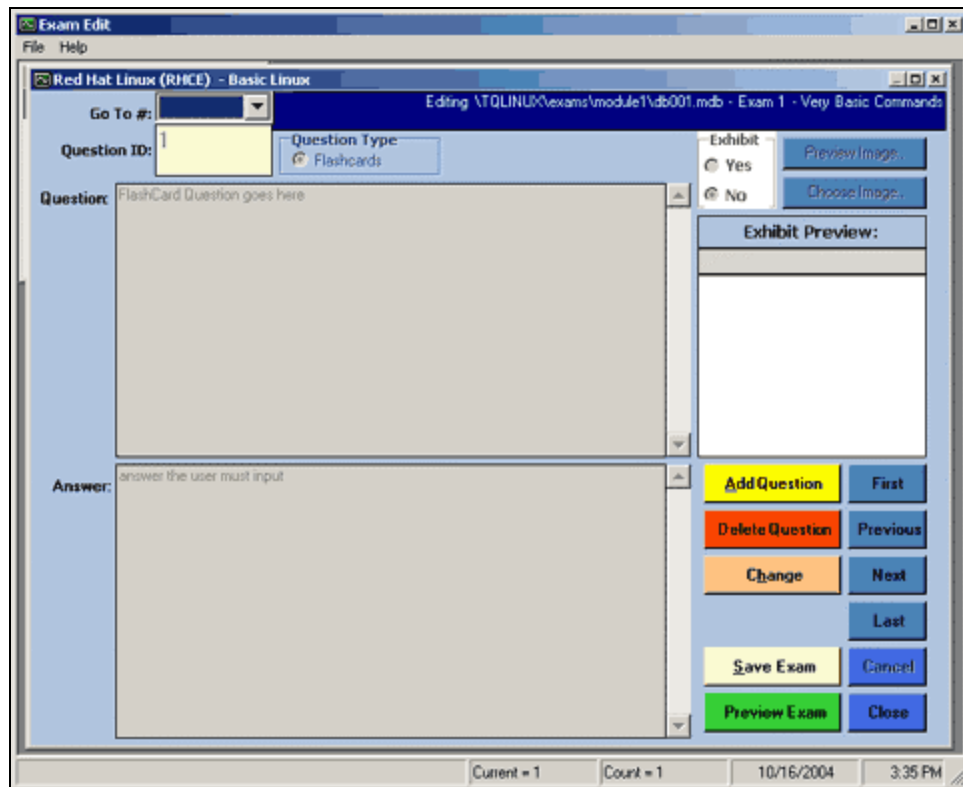 Exam Edit
File Help
Red Hat Linux (RHCE) - Basic Linux
Go To #:
Editing \TQLINUX\exams\module1\db001.mdb - Exam 1 - Very Basic Commands
Question ID:
1
Question Type
Flashcards
Exhibit
Yes
No
Preview Image..
Choose Image..
Question:
FlashCard Question goes here
Exhibit Preview:
Answer:
answer the user must input
Add Question
First
Delete Question
Previous
Change
Next
Last
Save Exam
Cancel
Preview Exam
Close
Current = 1
Count = 1
10/16/2004
3:35 PM